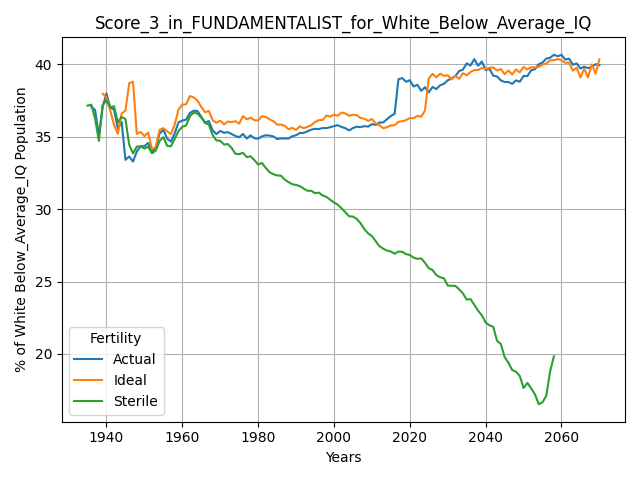 Score_3_in_FUNDAMENTALIST_for_White_Below_Average_IQ
% of White Below_Average_IQ Population
40
35
30
25
20
Fertility
Actual
Ideal
Sterile
1940 1960 1980 2000 2020 2040 2060
Years